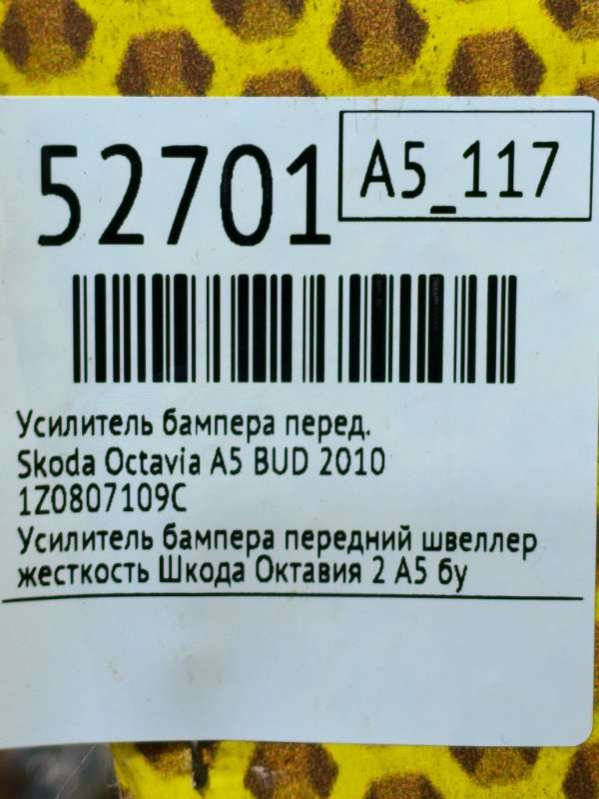 52701
A5_117
Усилитель бампера перед.
Skoda Octavia A5 BUD 2010
1Z0807109C
Усилитель бампера передний швеллер
жесткость Шкода Октавия 2 А5 бу